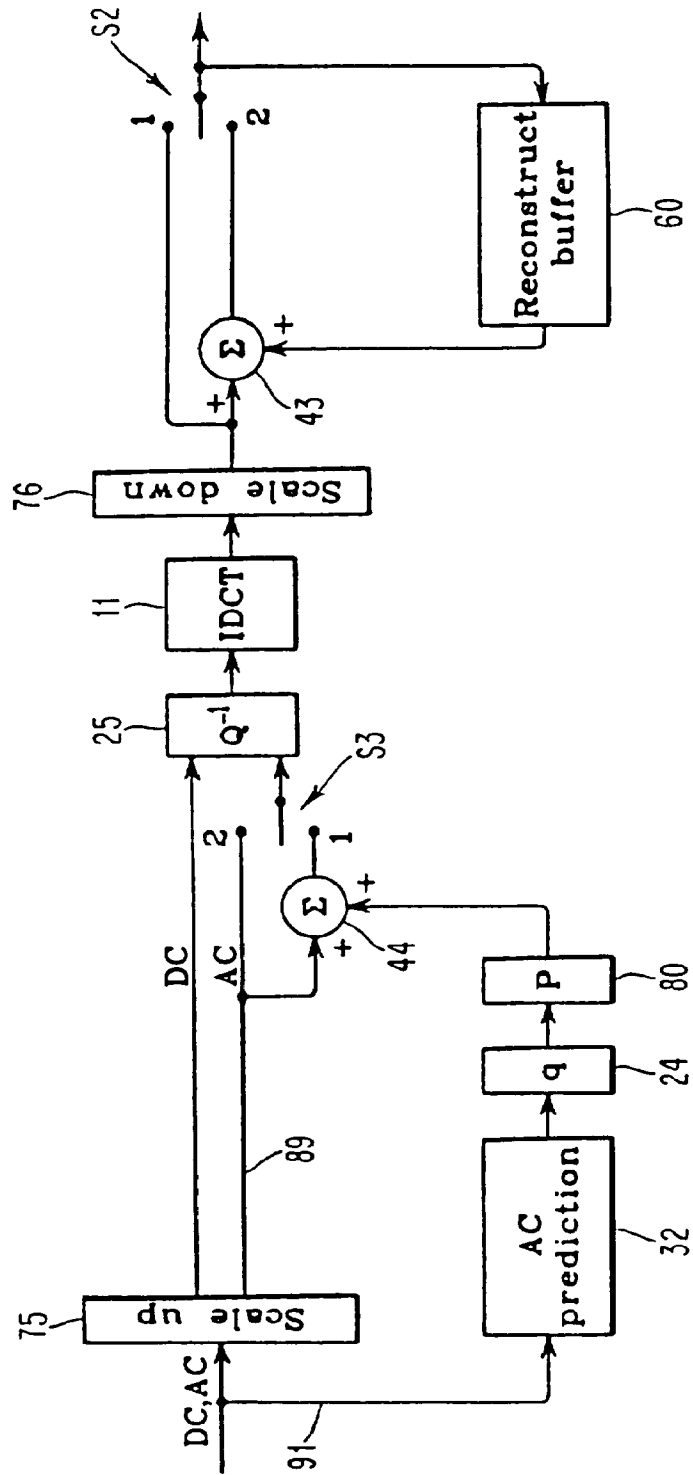 DC,AC
91
75
Scale up
89
DC
AC
2
1
S3
Σ
+
+
44
AC
prediction
32
q
24
P
80
25
Q⁻¹
11
IDCT
76
Scale down
+
Σ
+
43
1
2
S2
Reconstruct
buffer
60